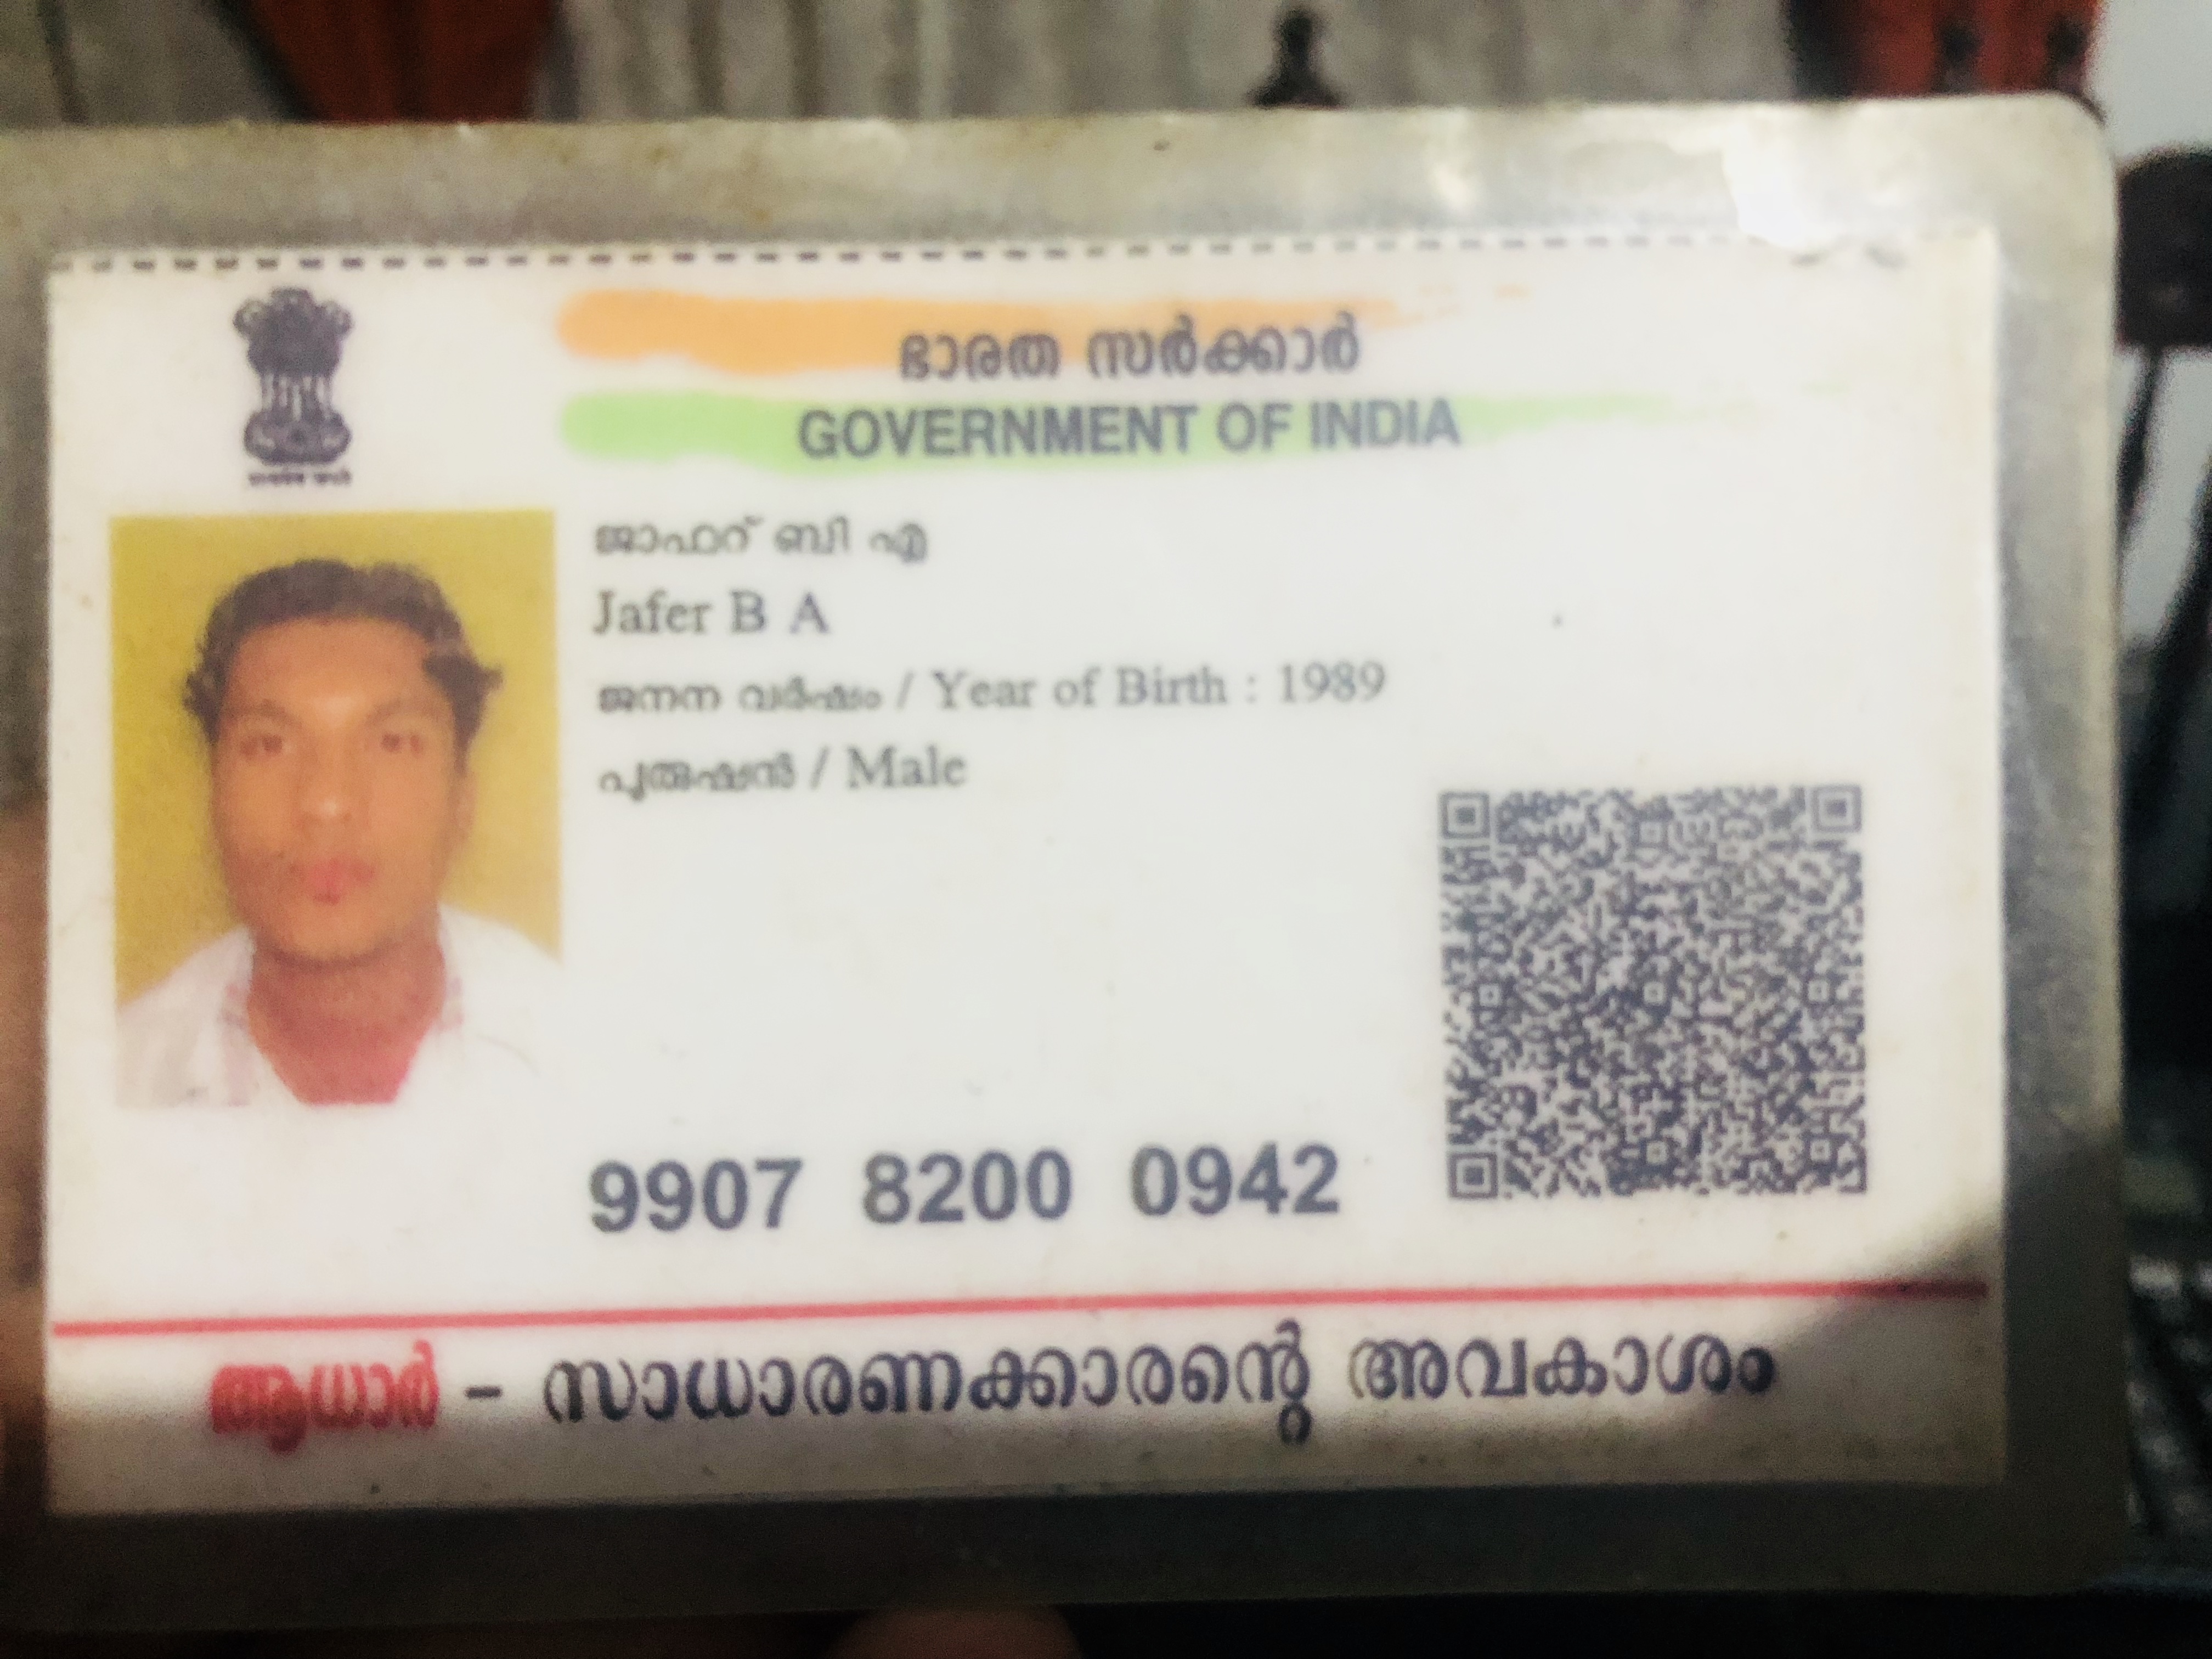 ഭാരത സർക്കാർ
GOVERNMENT OF INDIA
ജാഫറ് ബി എ
Jafer B A
ജനന വർഷം / Year of Birth : 1989
പുരുഷൻ / Male
9907 8200 0942
ആധാർ - സാധാരണക്കാരന്റെ അവകാശം